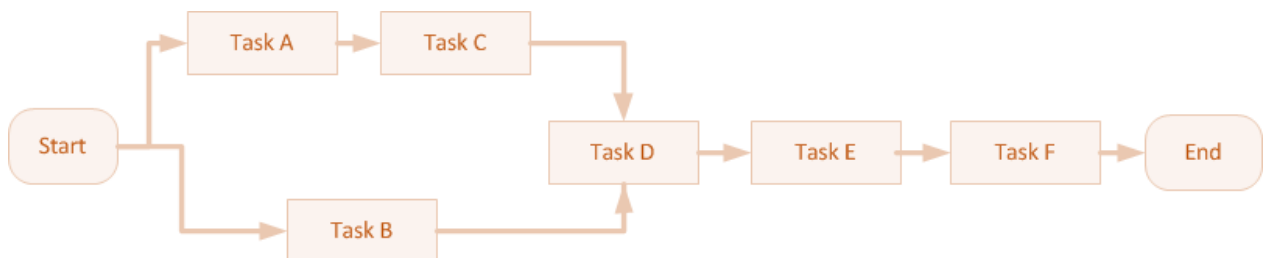 Task A
Task C
Start
Task D
Task E
Task F
End
Task B